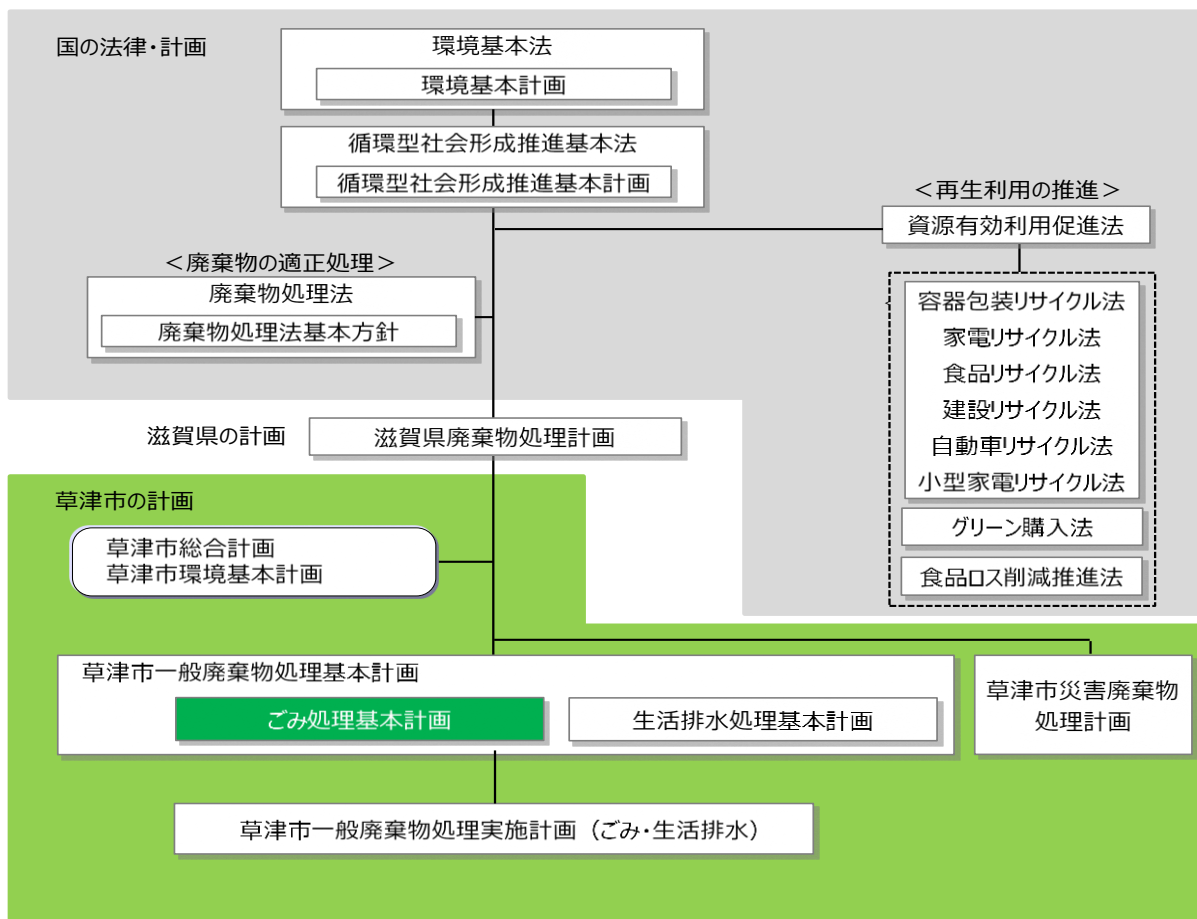 国の法律・計画
環境基本法
環境基本計画
循環型社会形成推進基本法
循環型社会形成推進基本計画
＜再生利用の推進＞
資源有効利用促進法
＜廃棄物の適正処理＞
廃棄物処理法
廃棄物処理法基本方針
容器包装リサイクル法
家電リサイクル法
食品リサイクル法
建設リサイクル法
自動車リサイクル法
小型家電リサイクル法
グリーン購入法
食品ロス削減推進法
滋賀県の計画
滋賀県廃棄物処理計画
草津市の計画
草津市総合計画
草津市環境基本計画
草津市一般廃棄物処理基本計画
ごみ処理基本計画
生活排水処理基本計画
草津市災害廃棄物
処理計画
草津市一般廃棄物処理実施計画（ごみ・生活排水）